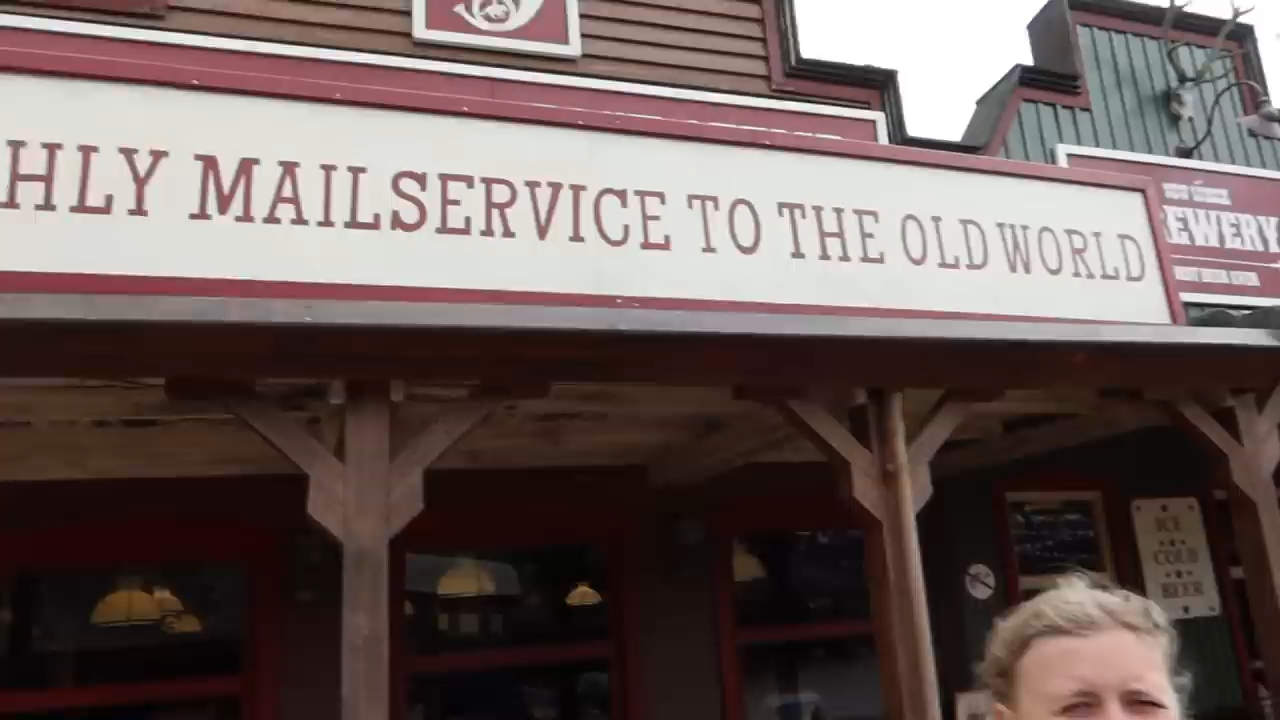 HLY MAILSERVICE TO THE OLD WORLD
EWERY
ICE
COLD
BEER